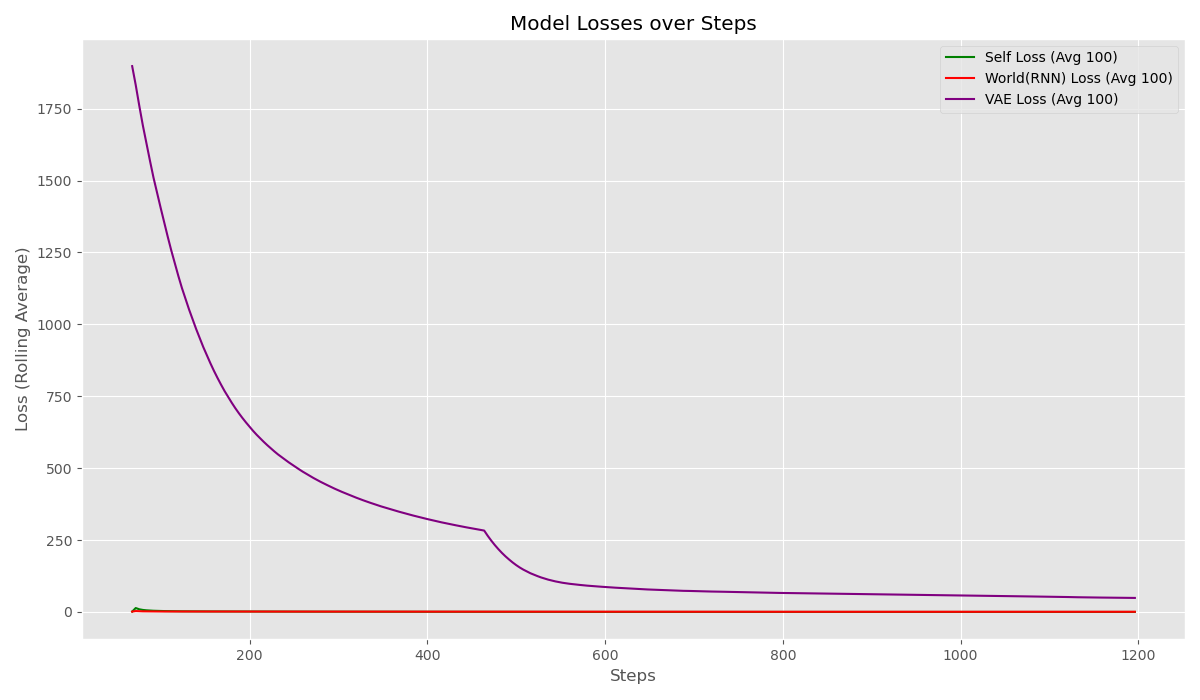 Model Losses over Steps
Self Loss (Avg 100)
World(RNN) Loss (Avg 100)
VAE Loss (Avg 100)
Loss (Rolling Average)
1750
1500
1250
1000
750
500
250
0
200 400 600 800 1000 1200
Steps